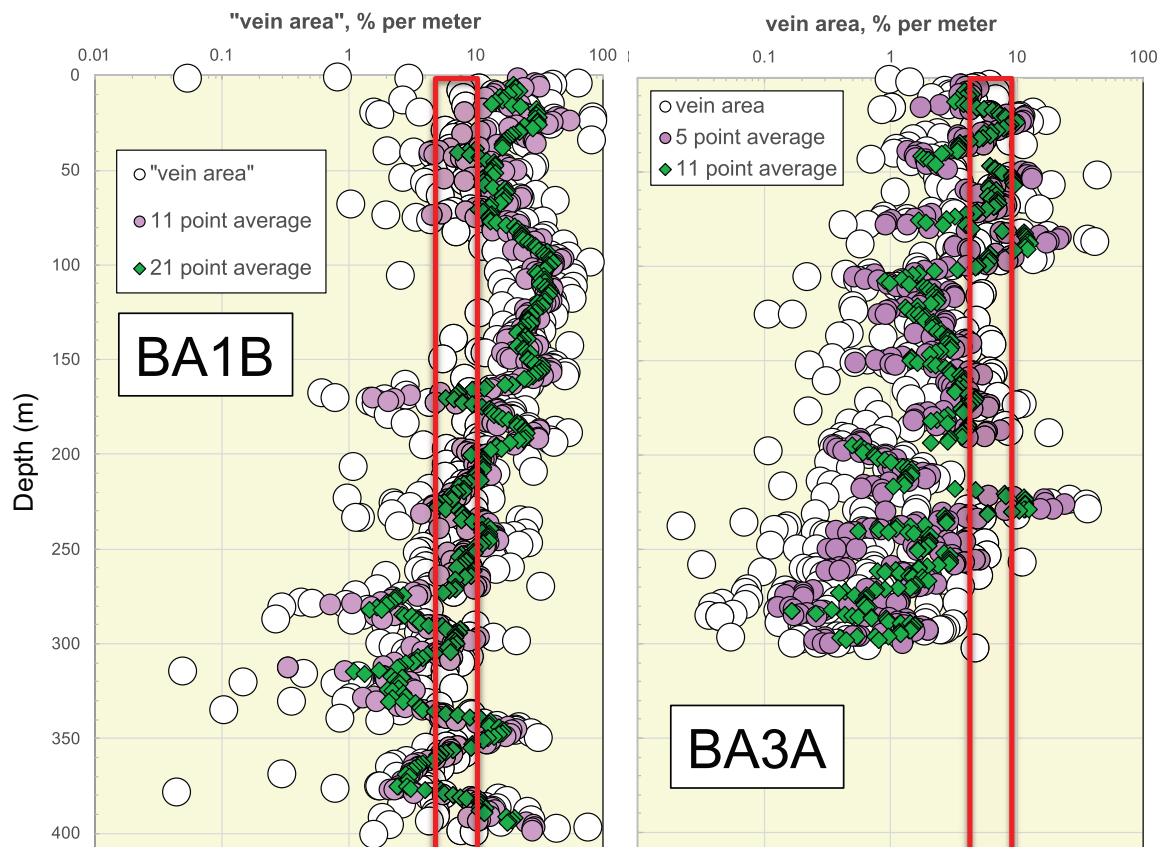 "vein area", % per meter
0.01 0.1 1 10 100
0
50
100
150
200
250
300
350
400
Depth (m)
"vein area"
11 point average
21 point average
BA1B
vein area, % per meter
0.1 1 10 100
vein area
5 point average
11 point average
BA3A